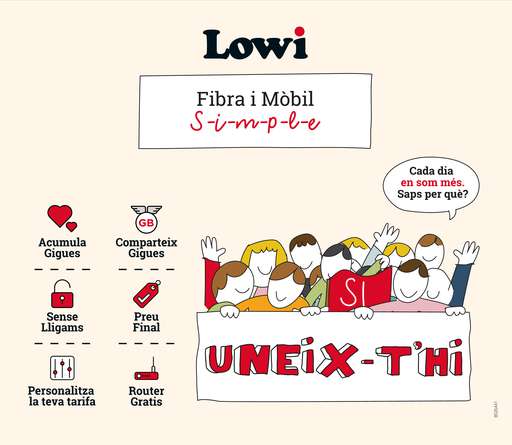 Lowi
Fibra i Mòbil
S-i-m-p-l-e
Cada dia
en som més.
Saps per què?
Acumula
Gigues
GB
Comparteix
Gigues
Sense
Lligams
Preu
Final
Personalitza
la teva tarifa
Router
Gratis
SI
UNEIX-T'HI